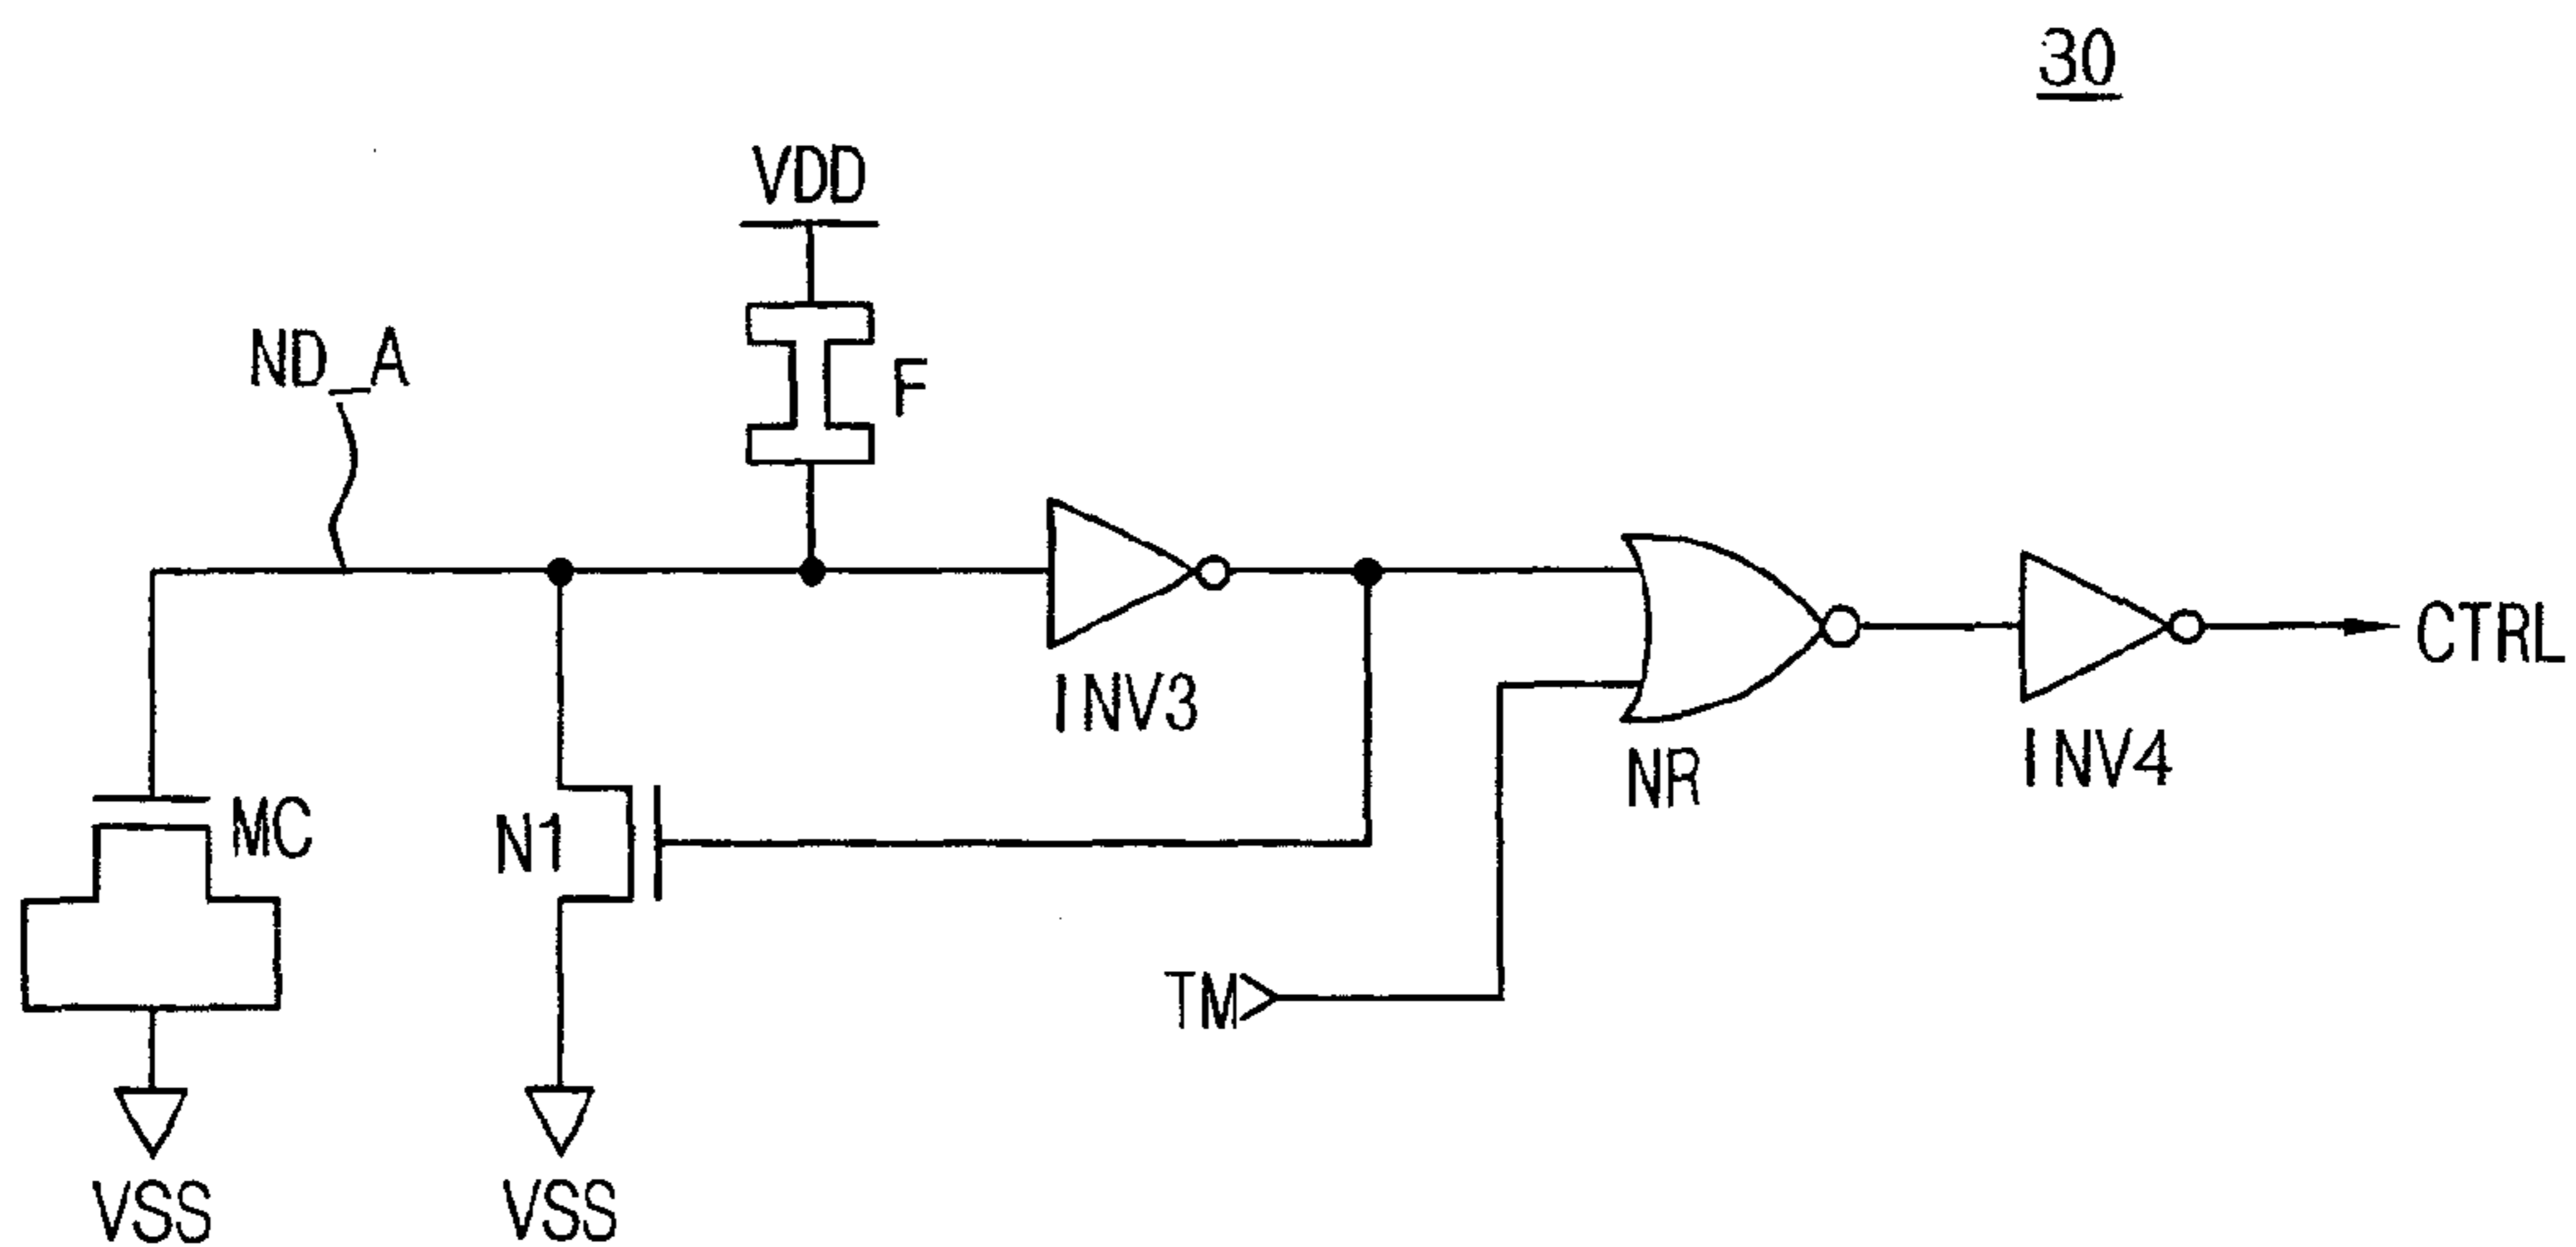 30
VDD
ND_A
F
INV3
CTRL
NR
INV4
MC
N1
TM
VSS
VSS